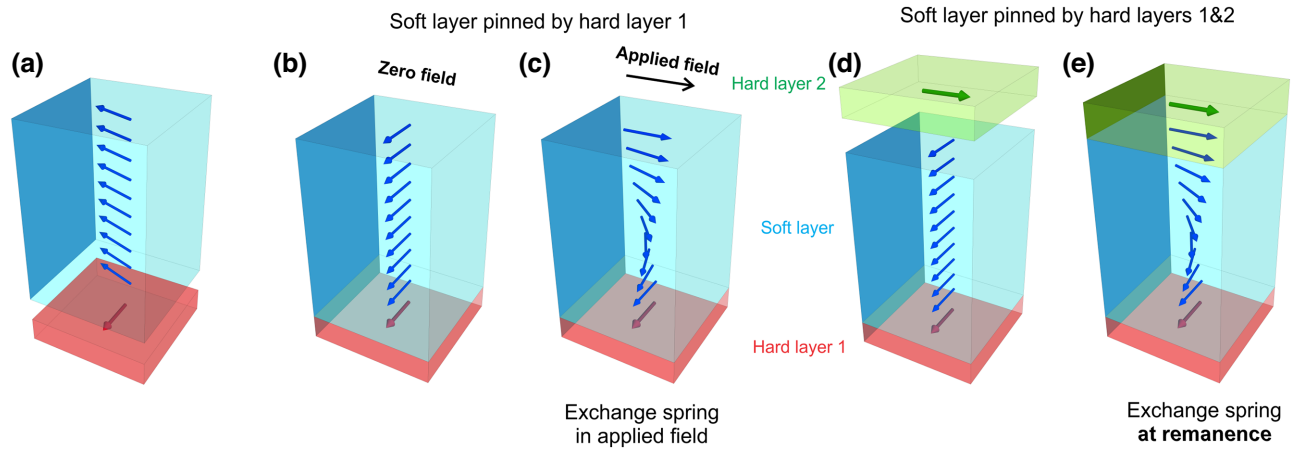 Soft layer pinned by hard layer 1
Soft layer pinned by hard layers 1&2
(a)
(b)
Zero field
(c)
Applied field
Hard layer 2
(d)
(e)
Soft layer
Hard layer 1
Exchange spring
in applied field
Exchange spring
at remanence